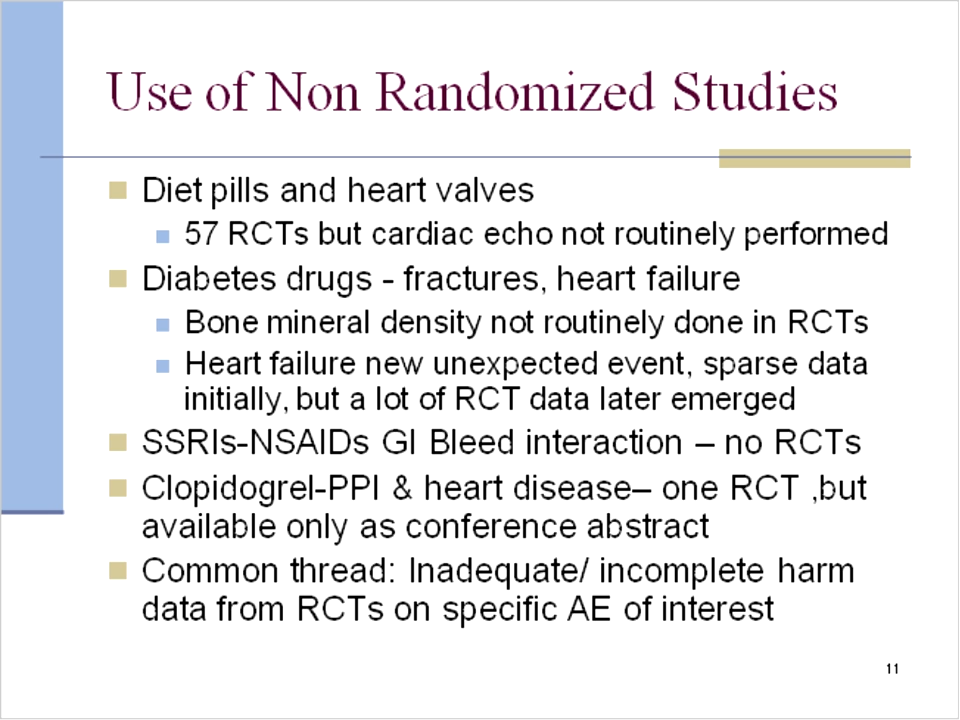 Use of Non Randomized Studies
Diet pills and heart valves
57 RCTs but cardiac echo not routinely performed
Diabetes drugs - fractures, heart failure
Bone mineral density not routinely done in RCTs
Heart failure new unexpected event, sparse data
initially, but a lot of RCT data later emerged
SSRIs-NSAIDs GI Bleed interaction – no RCTs
Clopidogrel-PPI & heart disease– one RCT ,but
available only as conference abstract
Common thread: Inadequate/ incomplete harm
data from RCTs on specific AE of interest
11